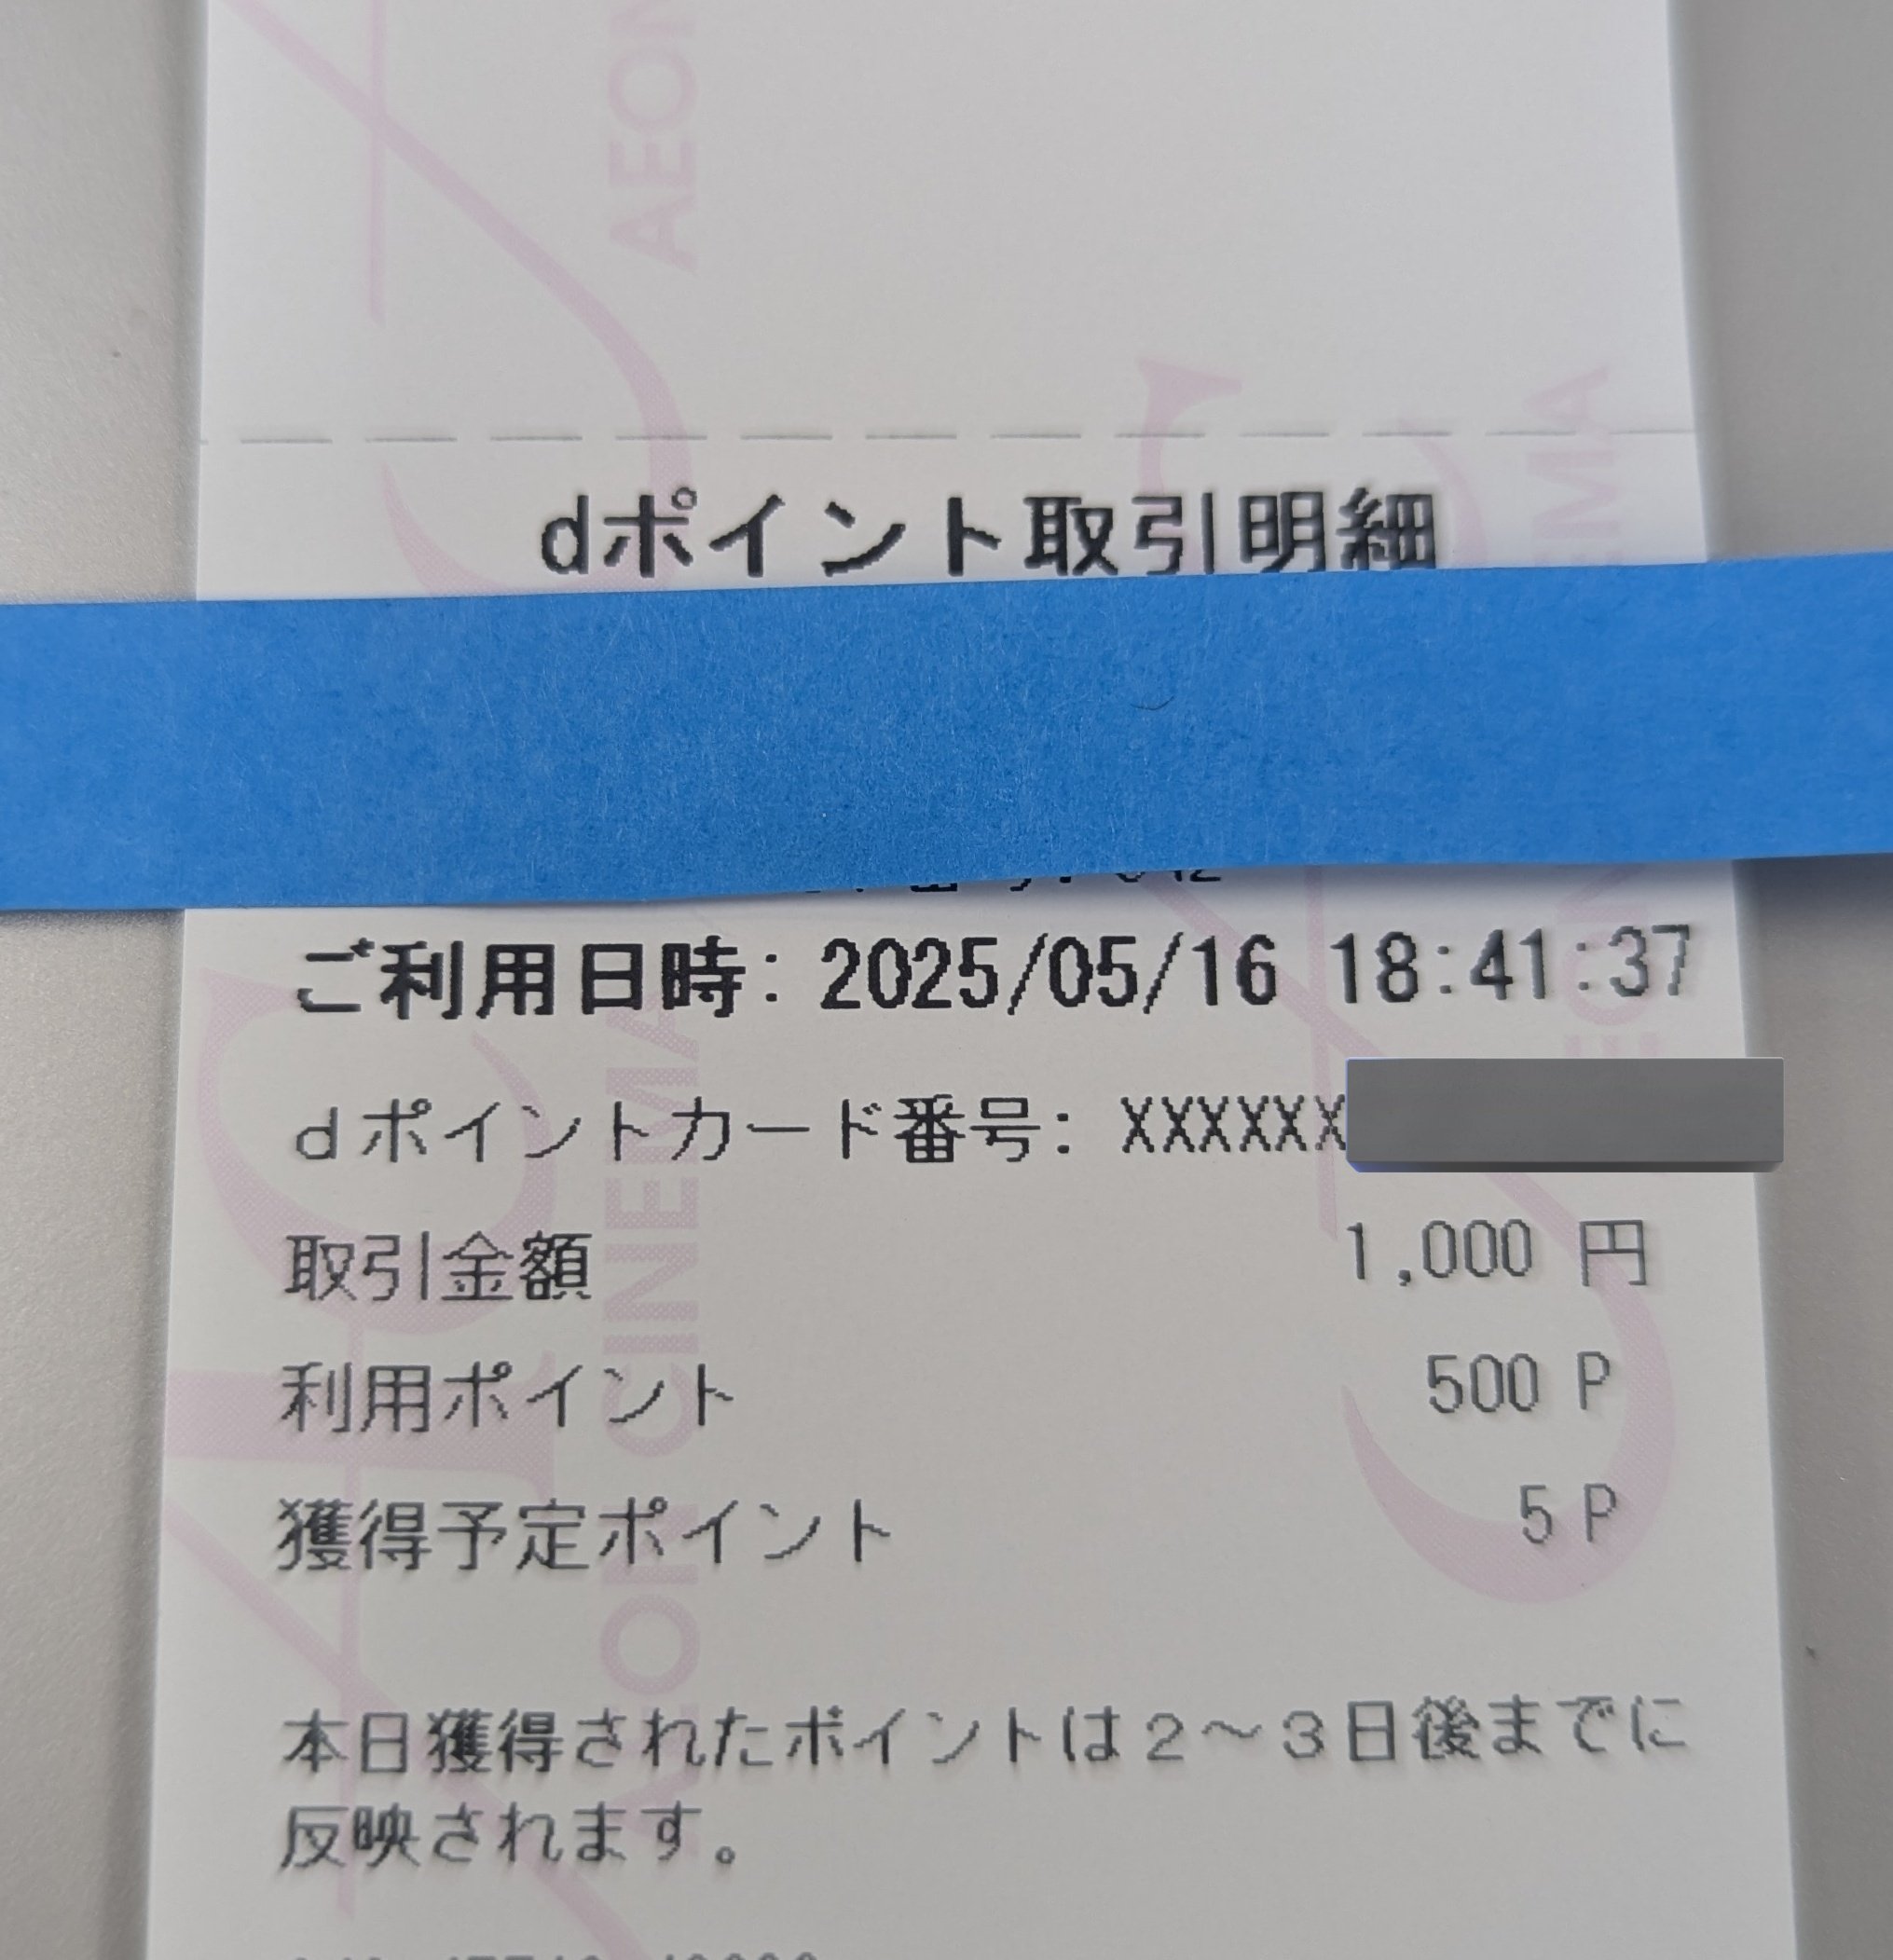 dポイント取引明細
ご利用日時: 2025/05/16 18:41:37
dポイントカード番号: XXXXXX
取引金額 1,000 円
利用ポイント 500 P
獲得予定ポイント 5 P
本日獲得されたポイントは2～3日後までに
反映されます。
AEON
CINEMA
AEON CINEMA